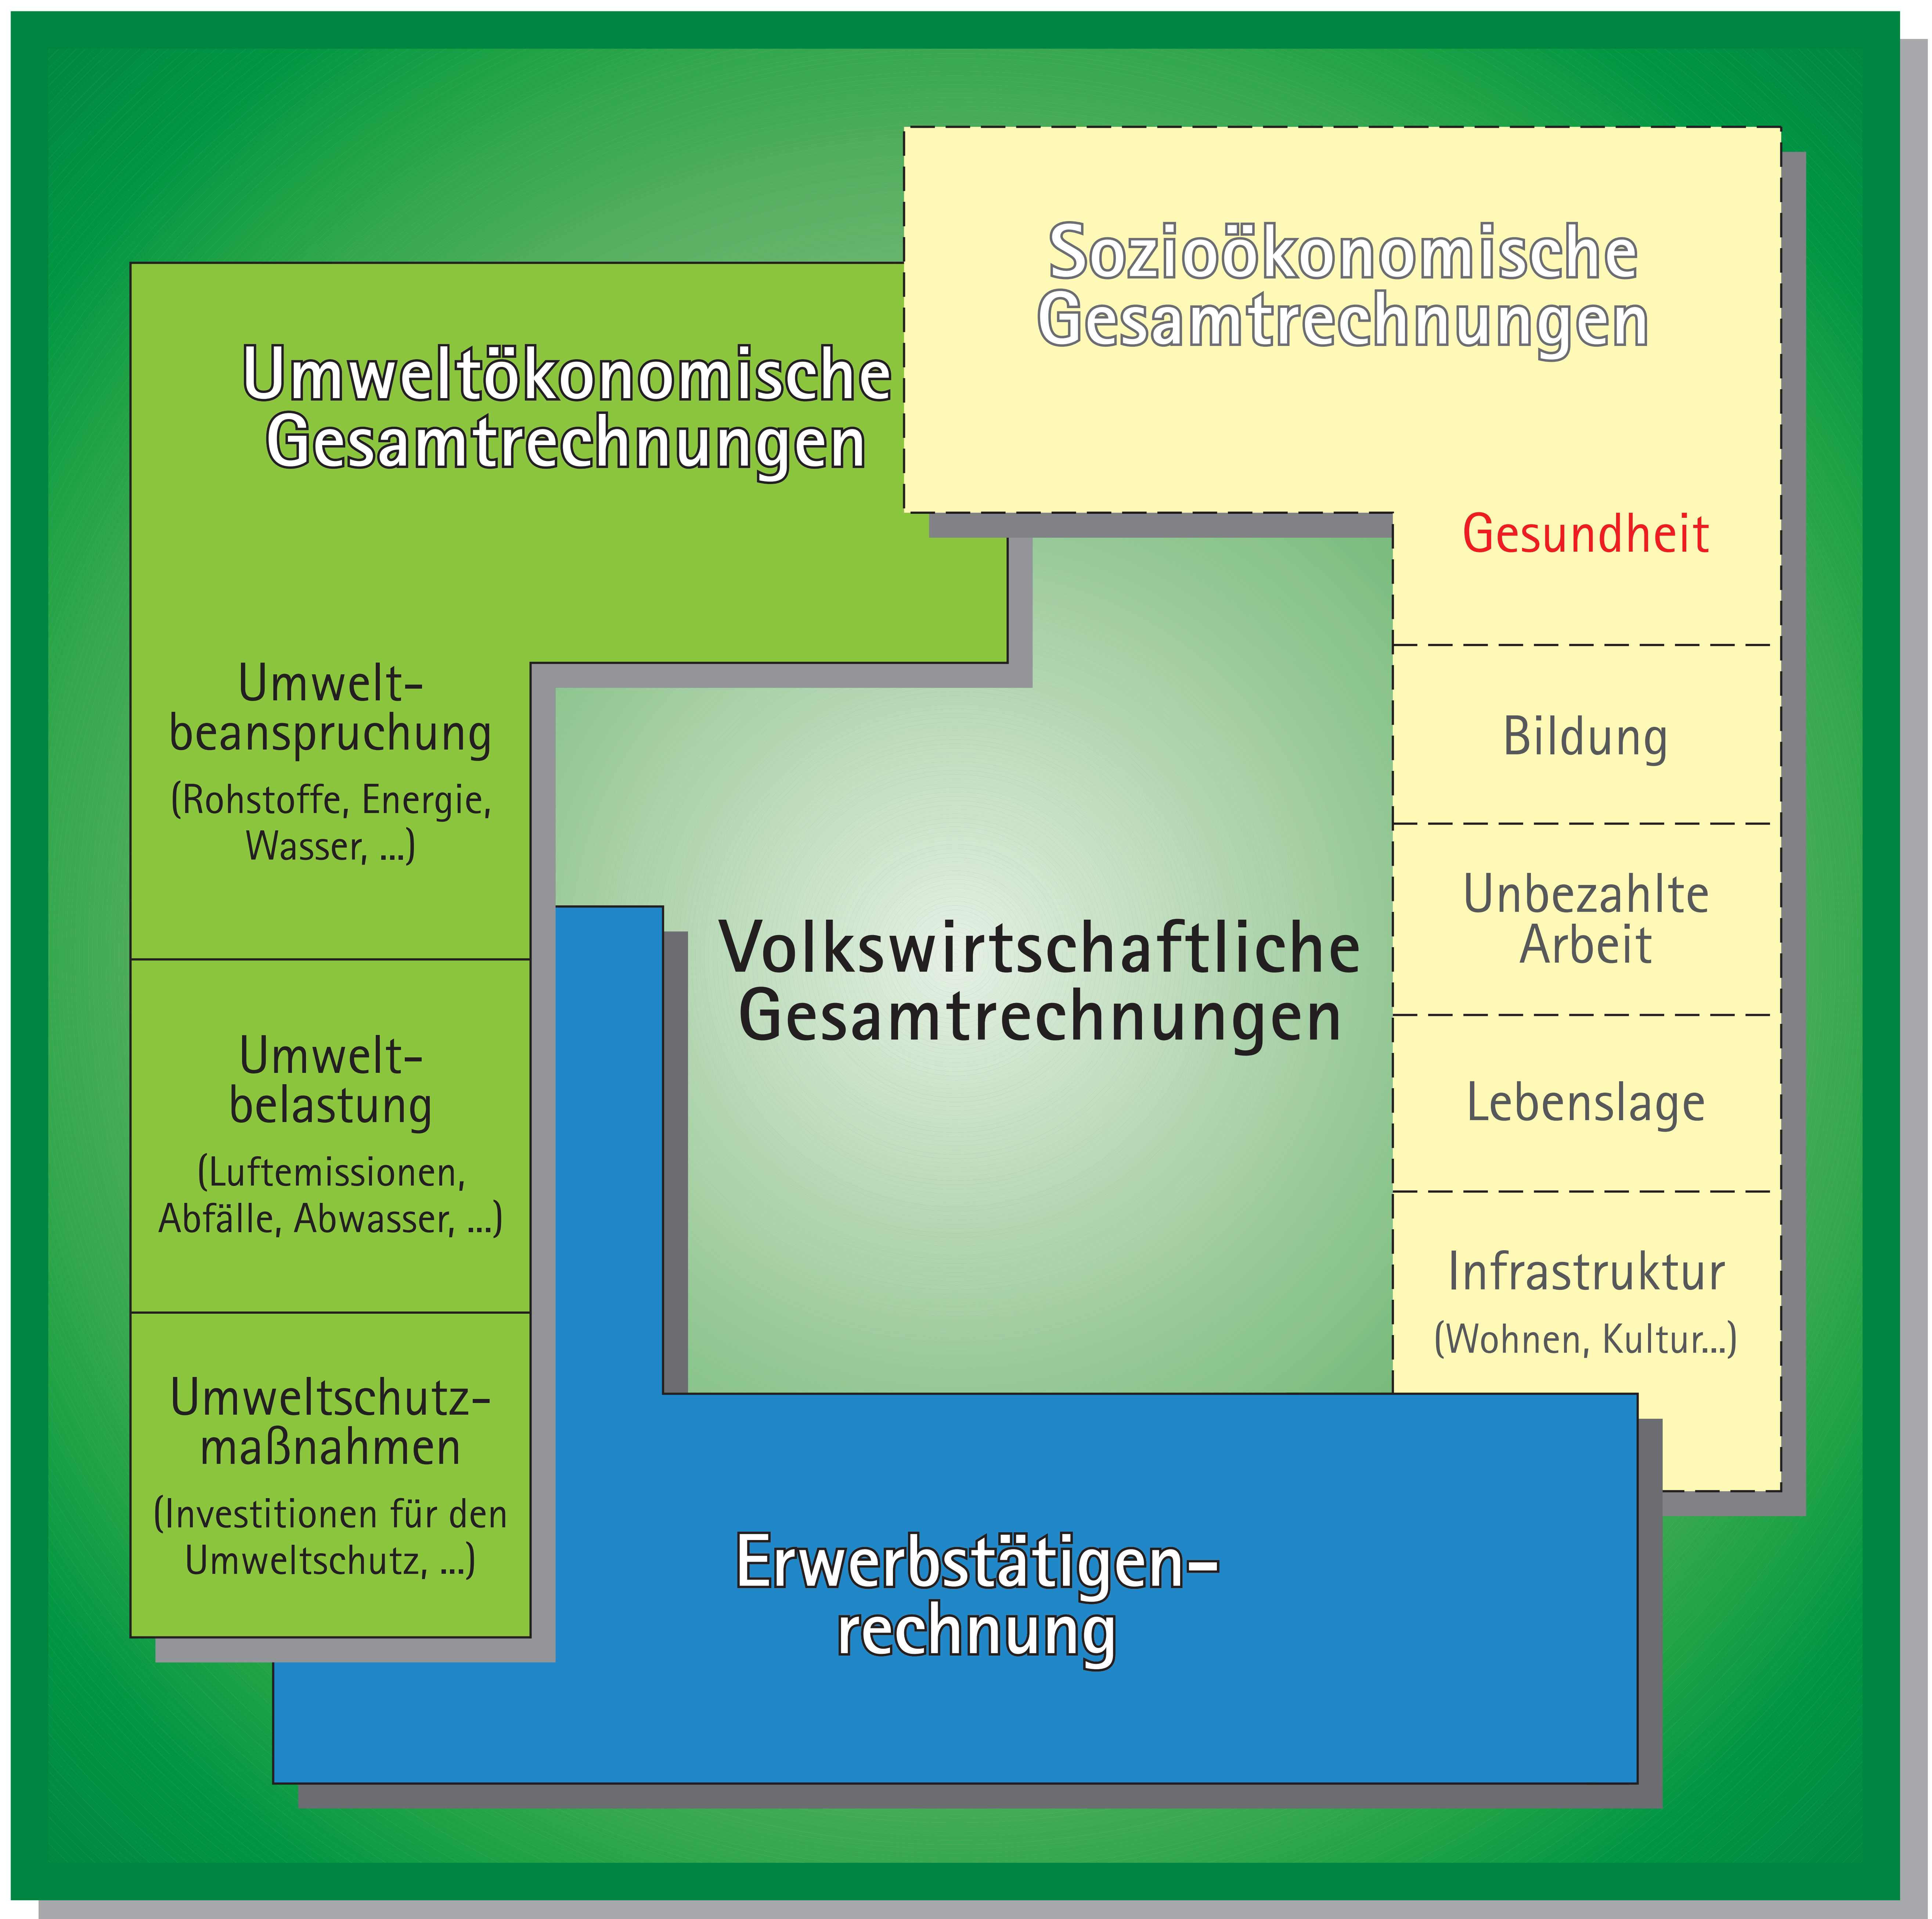 Umweltökonomische
Gesamtrechnungen
Umwelt-
beanspruchung
(Rohstoffe, Energie,
Wasser, ...)
Umwelt-
belastung
(Luftemissionen,
Abfälle, Abwasser, ...)
Umweltschutz-
maßnahmen
(Investitionen für den
Umweltschutz, ...)
Sozioökonomische
Gesamtrechnungen
Gesundheit
Bildung
Unbezahlte
Arbeit
Lebenslage
Infrastruktur
(Wohnen, Kultur...)
Volkswirtschaftliche
Gesamtrechnungen
Erwerbstätigen-
rechnung